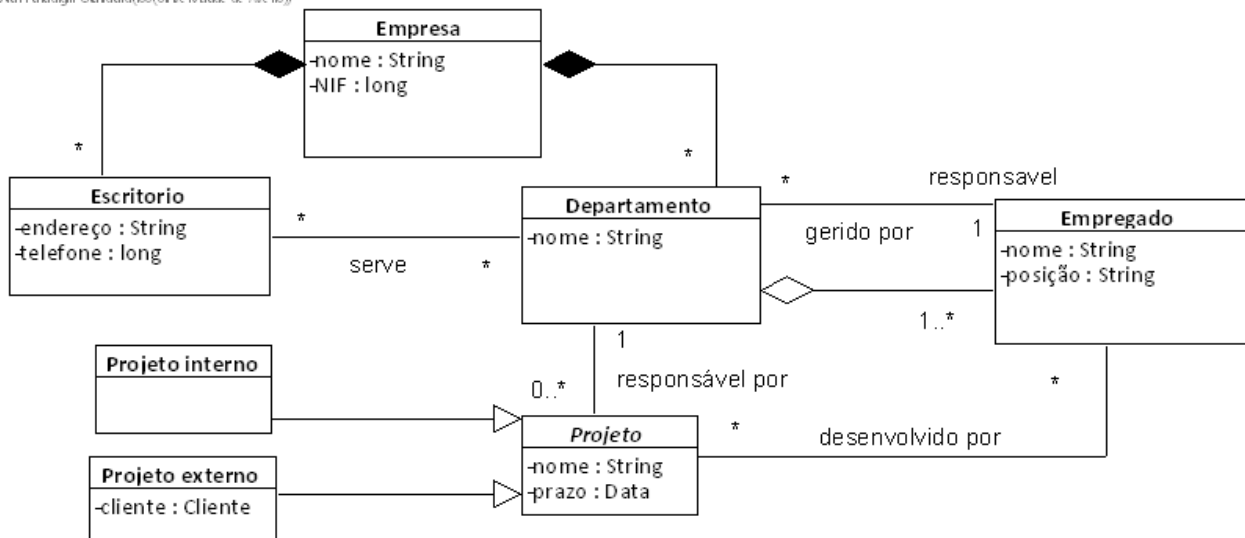 Empresa
-nome : String
-NIF : long
*
*
Escritorio
-endereço : String
-telefone : long
*
serve
*
Departamento
-nome : String
*
responsavel
gerido por
1
Empregado
-nome : String
-posição : String
1..*
1
responsável por
0..*
*
Projeto interno
Projeto externo
-cliente : Cliente
Projeto
-nome : String
-prazo : Data
*
desenvolvido por